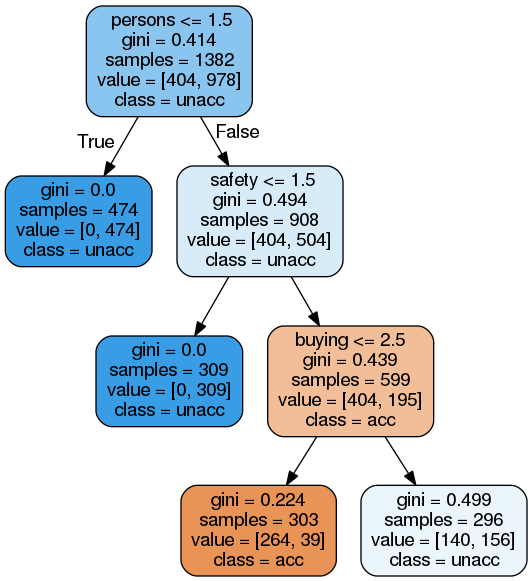 persons <= 1.5
gini = 0.414
samples = 1382
value = [404, 978]
class = unacc
True
False
gini = 0.0
samples = 474
value = [0, 474]
class = unacc
safety <= 1.5
gini = 0.494
samples = 908
value = [404, 504]
class = unacc
gini = 0.0
samples = 309
value = [0, 309]
class = unacc
buying <= 2.5
gini = 0.439
samples = 599
value = [404, 195]
class = acc
gini = 0.224
samples = 303
value = [264, 39]
class = acc
gini = 0.499
samples = 296
value = [140, 156]
class = unacc